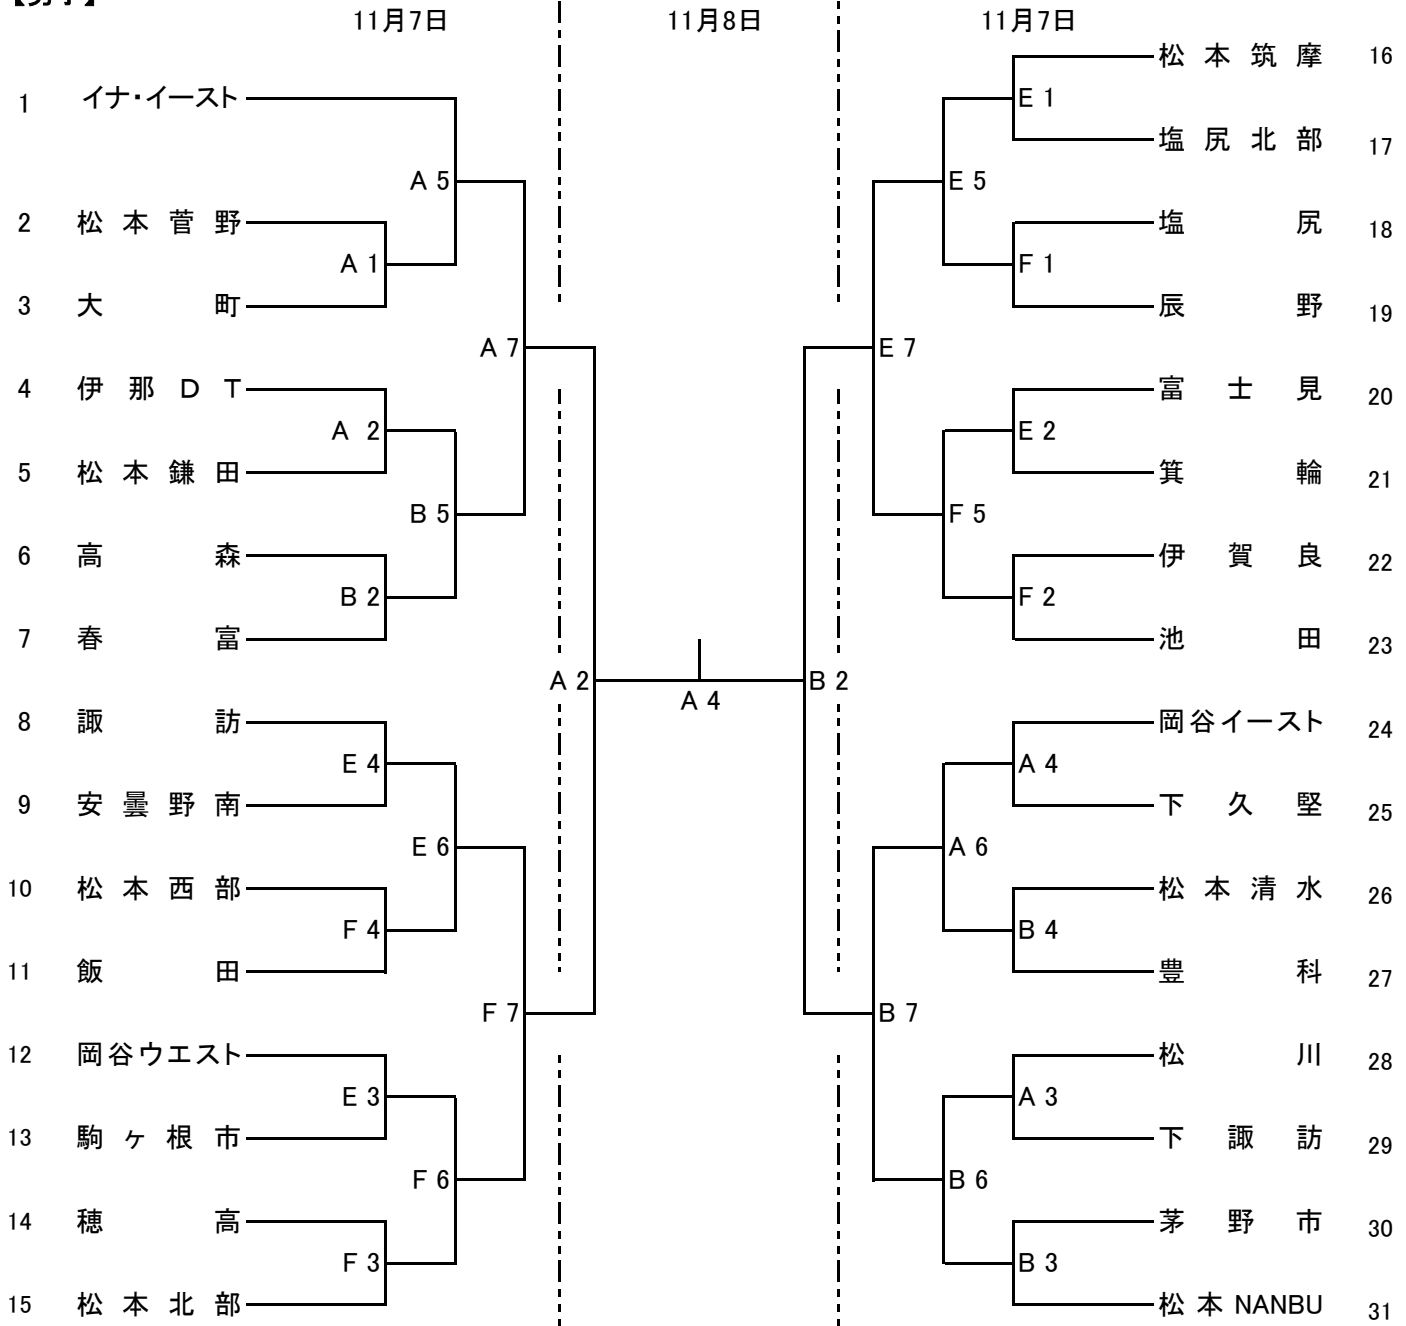 【男子】
11月7日 11月8日 11月7日
1 イナ・イースト
2 松本菅野
3 大町
4 伊那DT
5 松本鎌田
6 高森
7 春富
8 諏訪
9 安曇野南
10 松本西部
11 飯田
12 岡谷ウエスト
13 駒ヶ根市
14 穂高
15 松本北部
A 5
A 1
A 7
A 2
B 5
B 2
A 2
E 4
E 6
F 4
F 7
E 3
F 6
F 3
A 4
B 2
E 1
E 5
F 1
E 7
E 2
F 5
F 2
A 4
A 6
B 4
B 7
A 3
B 6
B 3
松本筑摩 16
塩尻北部 17
塩尻 18
辰野 19
富士見 20
箕輪 21
伊賀良 22
池田 23
岡谷イースト 24
下久堅 25
松本清水 26
豊科 27
松川 28
下諏訪 29
茅野市 30
松本NANBU 31